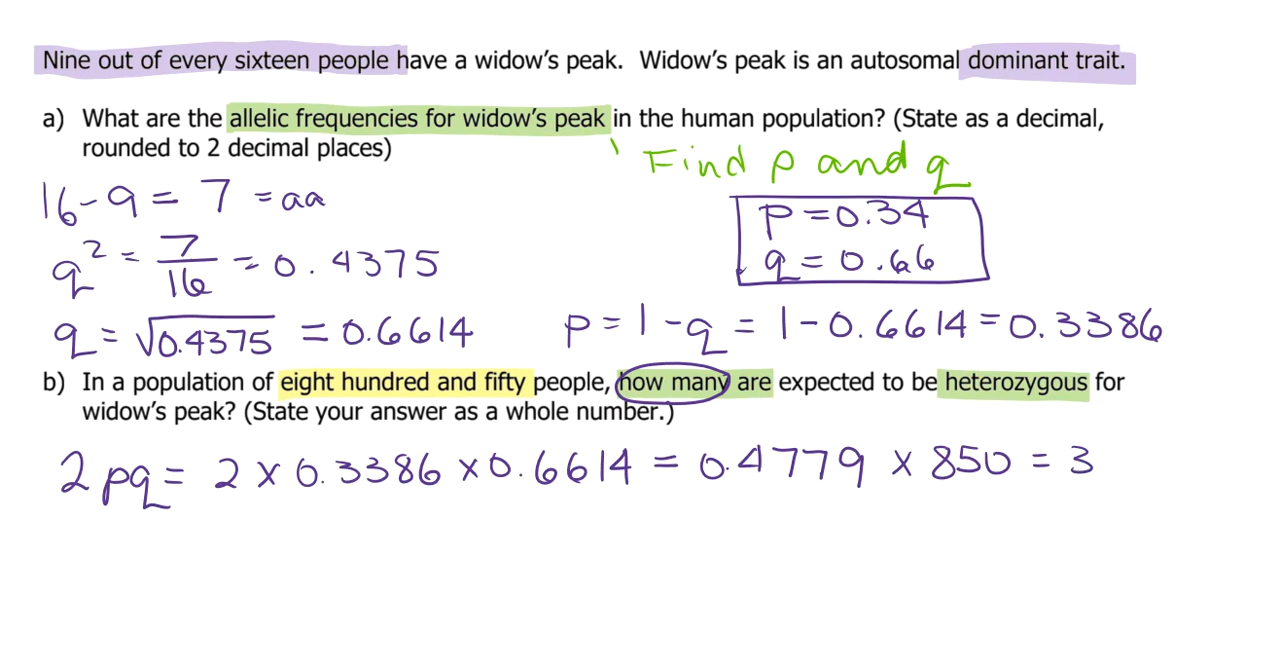 Nine out of every sixteen people have a widow's peak.  Widow's peak is an autosomal dominant trait.
a) What are the allelic frequencies for widow's peak in the human population? (State as a decimal,
rounded to 2 decimal places)
Find p and q
16-9 = 7 = aa
p = 0.34
q = 0.66
q² = 7/16 = 0.4375
q = √0.4375 = 0.6614
p = 1 - q = 1 - 0.6614 = 0.3386
b) In a population of eight hundred and fifty people, how many are expected to be heterozygous for
widow's peak? (State your answer as a whole number.)
2pq = 2 x 0.3386 x 0.6614 = 0.4779 x 850 = 3